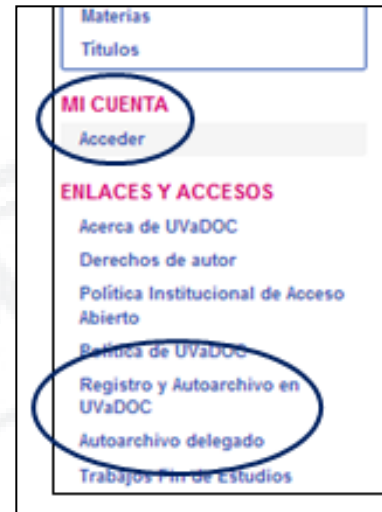 Materias
Títulos
MI CUENTA
Acceder
ENLACES Y ACCESOS
Acerca de UVaDOC
Derechos de autor
Política Institucional de Acceso
Abierto
Política de UVaDOC
Registro y Autoarchivo en
UVaDOC
Autoarchivo delegado
Trabajos Fin de Estudios